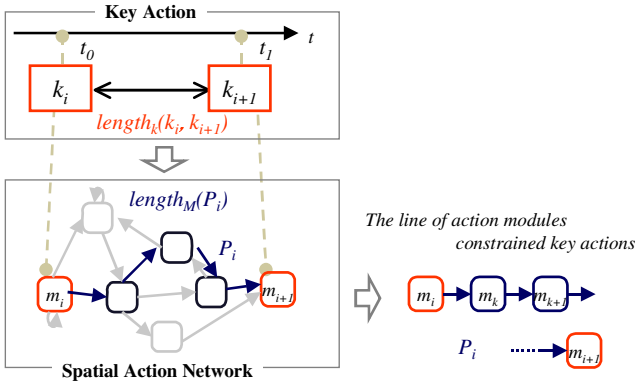 Key Action
t
t0 t1
ki ki+1
lengthk(ki, ki+1)
lengthM(Pi)
Pi
mi mi+1
Spatial Action Network
The line of action modules
constrained key actions
mi mk mk+1
Pi mi+1